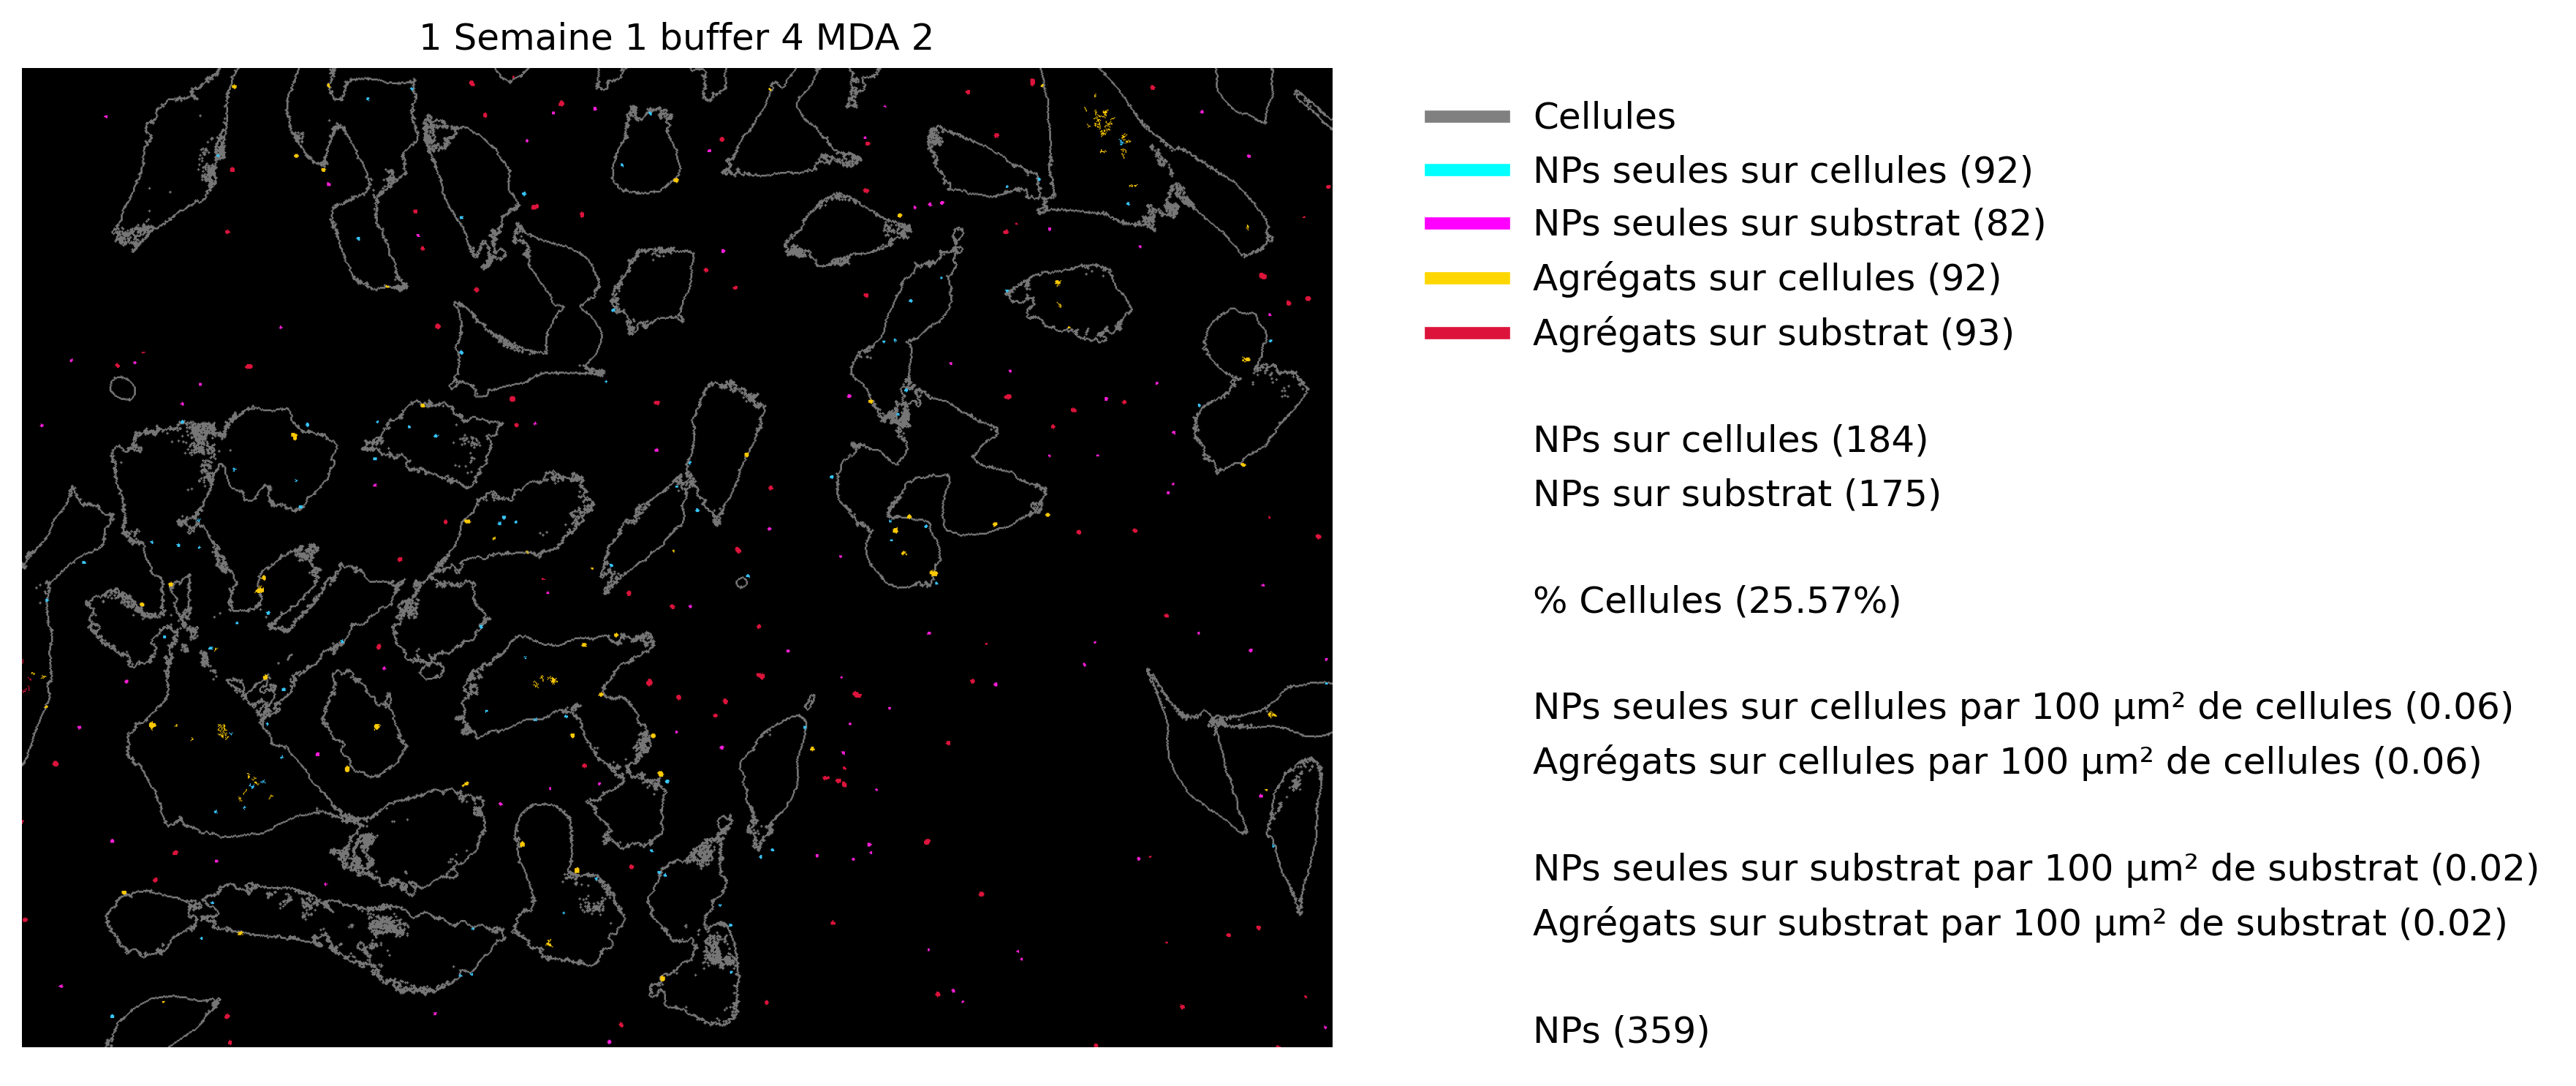 1 Semaine 1 buffer 4 MDA 2
Cellules
NPs seules sur cellules (92)
NPs seules sur substrat (82)
Agrégats sur cellules (92)
Agrégats sur substrat (93)
NPs sur cellules (184)
NPs sur substrat (175)
% Cellules (25.57%)
NPs seules sur cellules par 100 µm² de cellules (0.06)
Agrégats sur cellules par 100 µm² de cellules (0.06)
NPs seules sur substrat par 100 µm² de substrat (0.02)
Agrégats sur substrat par 100 µm² de substrat (0.02)
NPs (359)